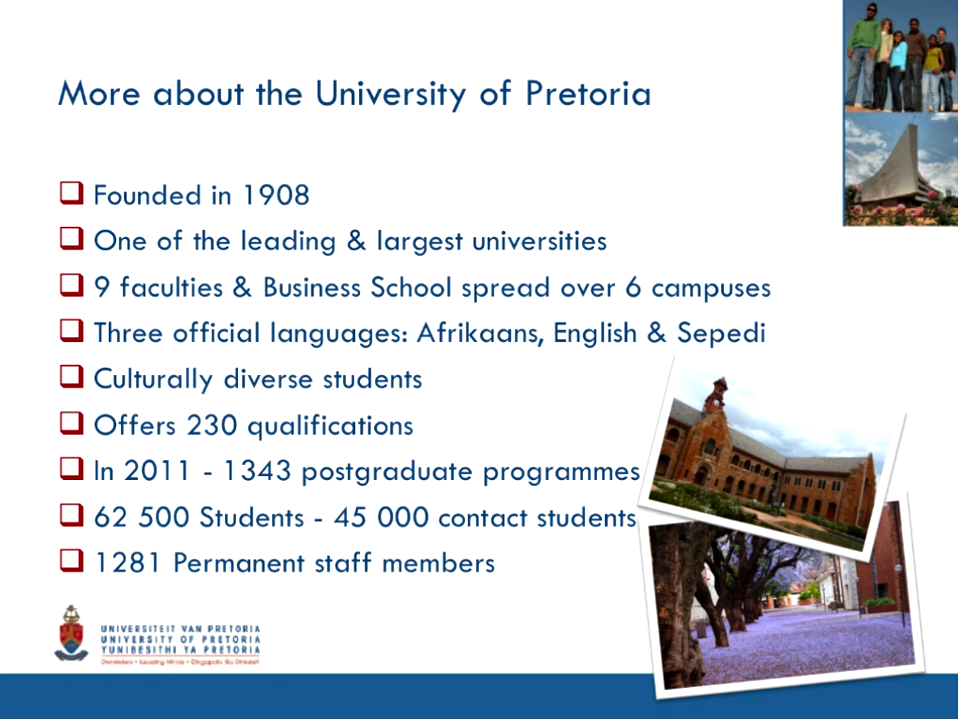 More about the University of Pretoria
Founded in 1908
One of the leading & largest universities
9 faculties & Business School spread over 6 campuses
Three official languages: Afrikaans, English & Sepedi
Culturally diverse students
Offers 230 qualifications
In 2011 - 1343 postgraduate programmes
62 500 Students - 45 000 contact students
1281 Permanent staff members
UNIVERSITEIT VAN PRETORIA
UNIVERSITY OF PRETORIA
YUNIBESITHI YA PRETORIA
Leading Minds